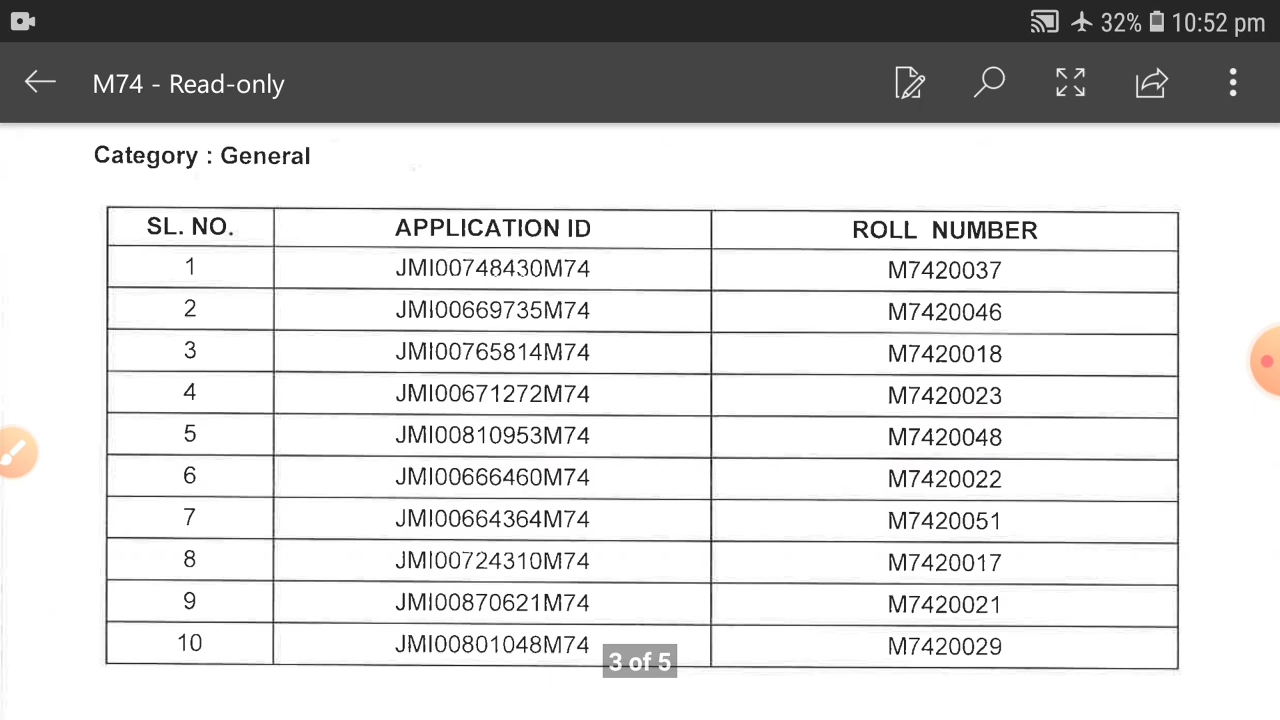 32% 10:52 pm
M74 - Read-only
Category : General
SL. NO. APPLICATION ID ROLL NUMBER
1 JMI00748430M74 M7420037
2 JMI00669735M74 M7420046
3 JMI00765814M74 M7420018
4 JMI00671272M74 M7420023
5 JMI00810953M74 M7420048
6 JMI00666460M74 M7420022
7 JMI00664364M74 M7420051
8 JMI00724310M74 M7420017
9 JMI00870621M74 M7420021
10 JMI00801048M74 M7420029
3 of 5